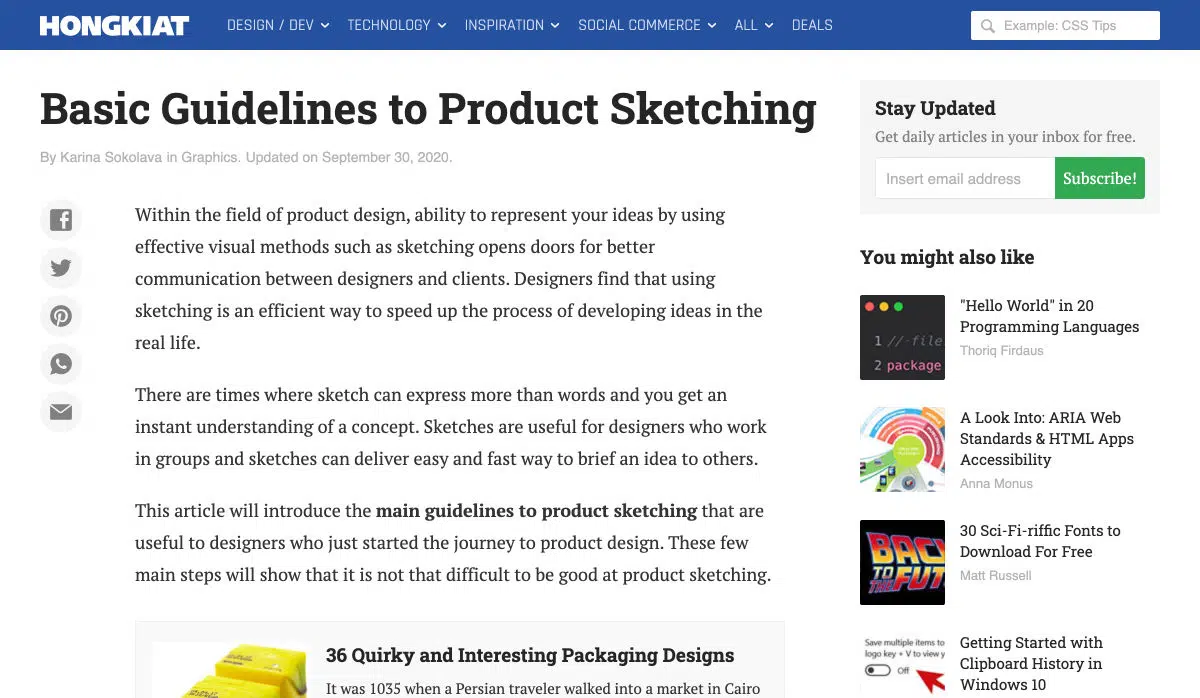 HONGKIAT
DESIGN / DEV
TECHNOLOGY
INSPIRATION
SOCIAL COMMERCE
ALL
DEALS
Example: CSS Tips
Basic Guidelines to Product Sketching
By Karina Sokolava in Graphics. Updated on September 30, 2020.
Within the field of product design, ability to represent your ideas by using
effective visual methods such as sketching opens doors for better
communication between designers and clients. Designers find that using
sketching is an efficient way to speed up the process of developing ideas in the
real life.
There are times where sketch can express more than words and you get an
instant understanding of a concept. Sketches are useful for designers who work
in groups and sketches can deliver easy and fast way to brief an idea to others.
This article will introduce the main guidelines to product sketching that are
useful to designers who just started the journey to product design. These few
main steps will show that it is not that difficult to be good at product sketching.
36 Quirky and Interesting Packaging Designs
It was 1035 when a Persian traveler walked into a market in Cairo
Stay Updated
Get daily articles in your inbox for free.
Insert email address
Subscribe!
You might also like
1 // file
2 package
"Hello World" in 20
Programming Languages
Thoriq Firdaus
A Look Into: ARIA Web
Standards & HTML Apps
Accessibility
Anna Monus
BACK
TO THE FUT
30 Sci-Fi-riffic Fonts to
Download For Free
Matt Russell
Save multiple items to
logo key + V to view y
Off
Getting Started with
Clipboard History in
Windows 10